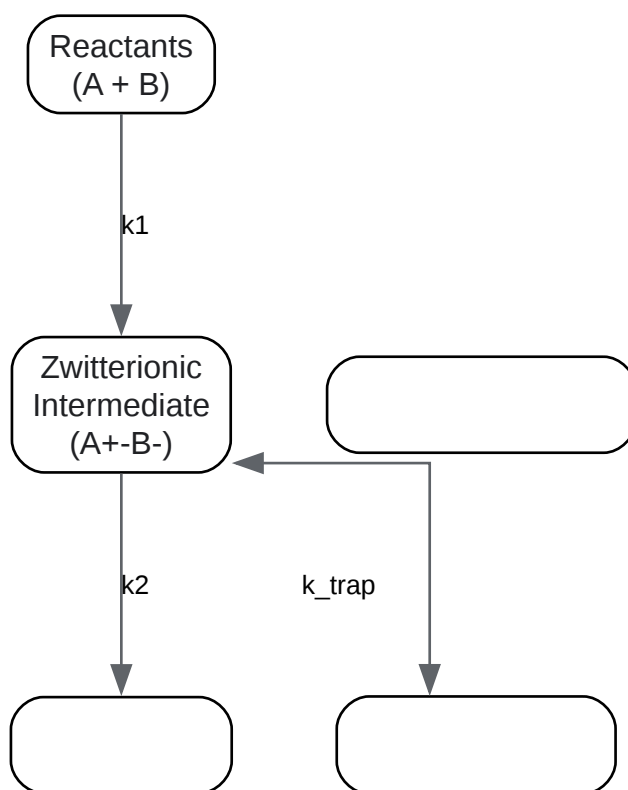 Reactants
(A + B)
k1
Zwitterionic
Intermediate
(A+-B-)
k2
k_trap